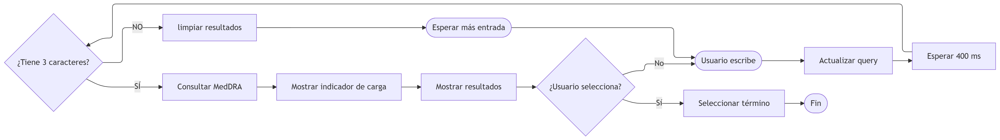 ¿Tiene 3 caracteres?
NO
limpiar resultados
Esperar más entrada
SÍ
Consultar MedDRA
Mostrar indicador de carga
Mostrar resultados
¿Usuario selecciona?
No
Usuario escribe
Actualizar query
Esperar 400 ms
Sí
Seleccionar término
Fin